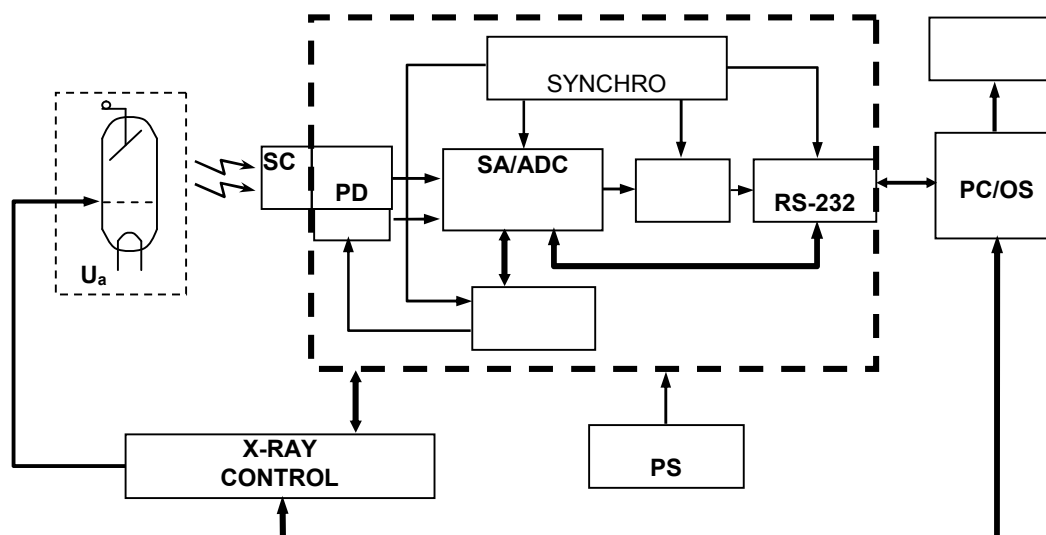 SYNCHRO
SC
PD
SA/ADC
RS-232
PC/OS
Uₐ
X-RAY
CONTROL
PS